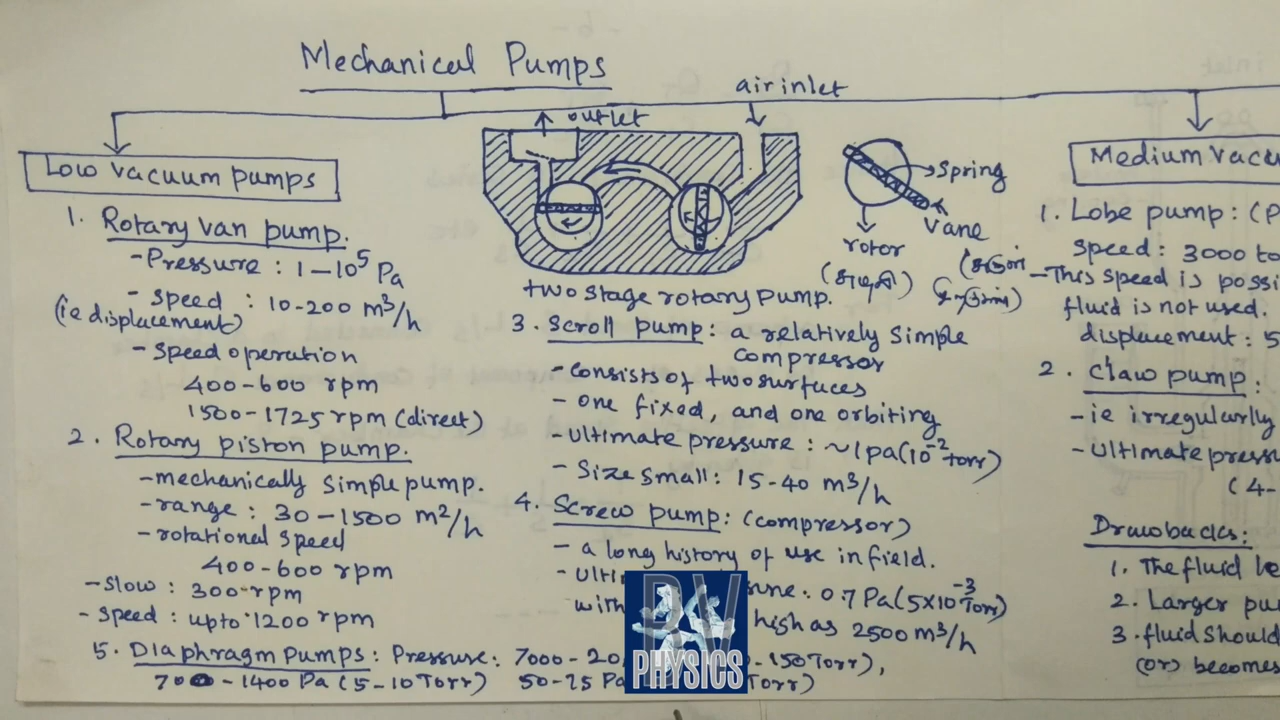 Mechanical Pumps
air inlet
outlet
Low vacuum pumps
1. Rotary van pump.
-Pressure : 1-10⁵ Pa
- speed : 10-200 m³/h
(ie displacement)
- speed operation
400-600 rpm
1500-1725 rpm (direct)
2. Rotary piston pump.
-mechanically simple pump.
-range : 30-1500 m²/h
-rotational speed
400-600 rpm
-slow : 300 rpm
- speed : upto 1200 rpm
spring
vane
rotor
two stage rotary pump.
3. Scroll pump : a relatively simple
compressor
-consists of two surfaces
- one fixed, and one orbiting
-ultimate pressure : ~1pa(10⁻² torr)
- Size small : 15-40 m³/h
4. Screw pump : (compressor)
- a long history of use in field.
0.7 Pa (5x10⁻³ Torr)
with
high as 2500 m³/h
5. Diaphragm pumps : Pressure : 7000-20 -150Torr),
700-1400 Pa (5-10 Torr) 50-75 Pa Torr)
Medium Vacu
1. Lobe pump : (P
speed : 3000 to
-This speed is possi
fluid is not used.
displacement : 5
2. claw pump :
-ie irregularly
-ultimate pressu
(4-
Drawbacks :
1. The fluid
2. Larger pu
3. fluid should
(or) becomes
RV
PHYSICS